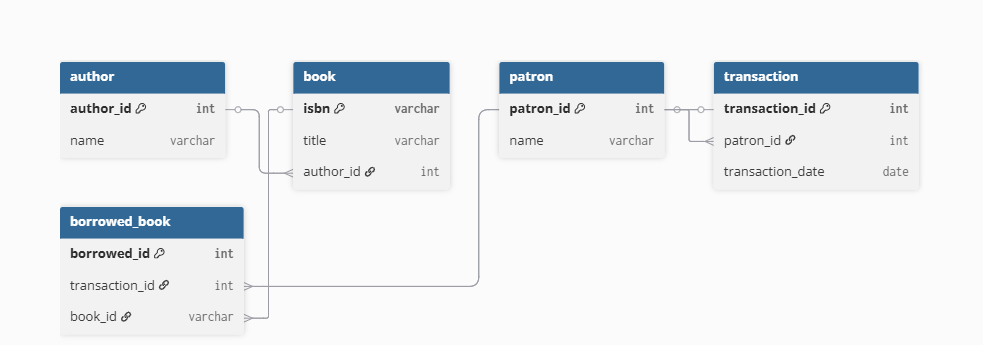 author
author_id int
name varchar
book
isbn varchar
title varchar
author_id int
patron
patron_id int
name varchar
transaction
transaction_id int
patron_id int
transaction_date date
borrowed_book
borrowed_id int
transaction_id int
book_id varchar